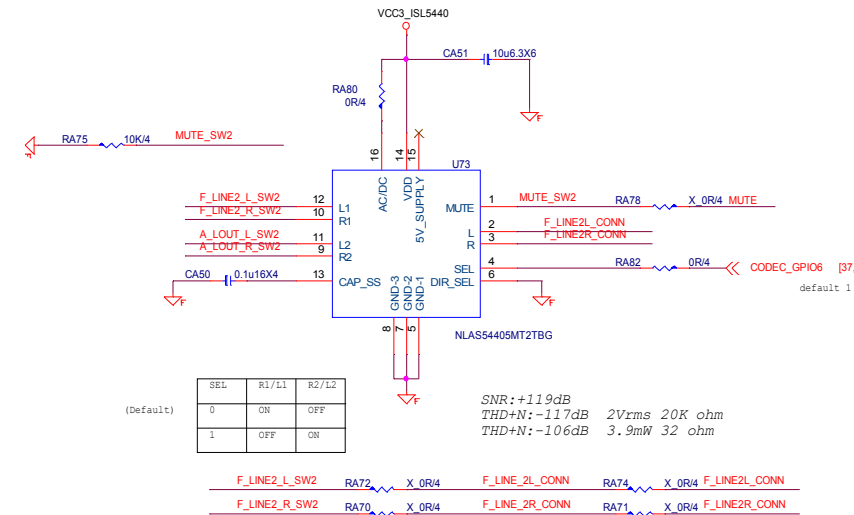 VCC3_ISL5440
CA51 10u6.3X6
RA80
0R/4
F
RA75 10K/4 MUTE_SW2
16 14 15
U73
AC/DC VDD 5V_SUPPLY
F_LINE2_L_SW2 12 L1 MUTE 1 MUTE_SW2 RA78 X_0R/4 MUTE
F_LINE2_R_SW2 10 R1
L 2 F_LINE2L_CONN
R 3 F_LINE2R_CONN
A_LOUT_L_SW2 11 L2
A_LOUT_R_SW2 9 R2
SEL 4 RA82 0R/4 CODEC_GPIO6 [37
CA50 0.1u16X4 13 CAP_SS DIR_SEL 6
default 1
F F
GND-3 GND-2 GND-1
8 7 5
NLAS54405MT2TBG
F
SEL R1/L1 R2/L2
(Default) 0 ON OFF
1 OFF ON
SNR:+119dB
THD+N:-117dB 2Vrms 20K ohm
THD+N:-106dB 3.9mW 32 ohm
F_LINE2_L_SW2 RA72 X_0R/4 F_LINE_2L_CONN RA74 X_0R/4 F_LINE2L_CONN
F_LINE2_R_SW2 RA70 X_0R/4 F_LINE_2R_CONN RA71 X_0R/4 F_LINE2R_CONN